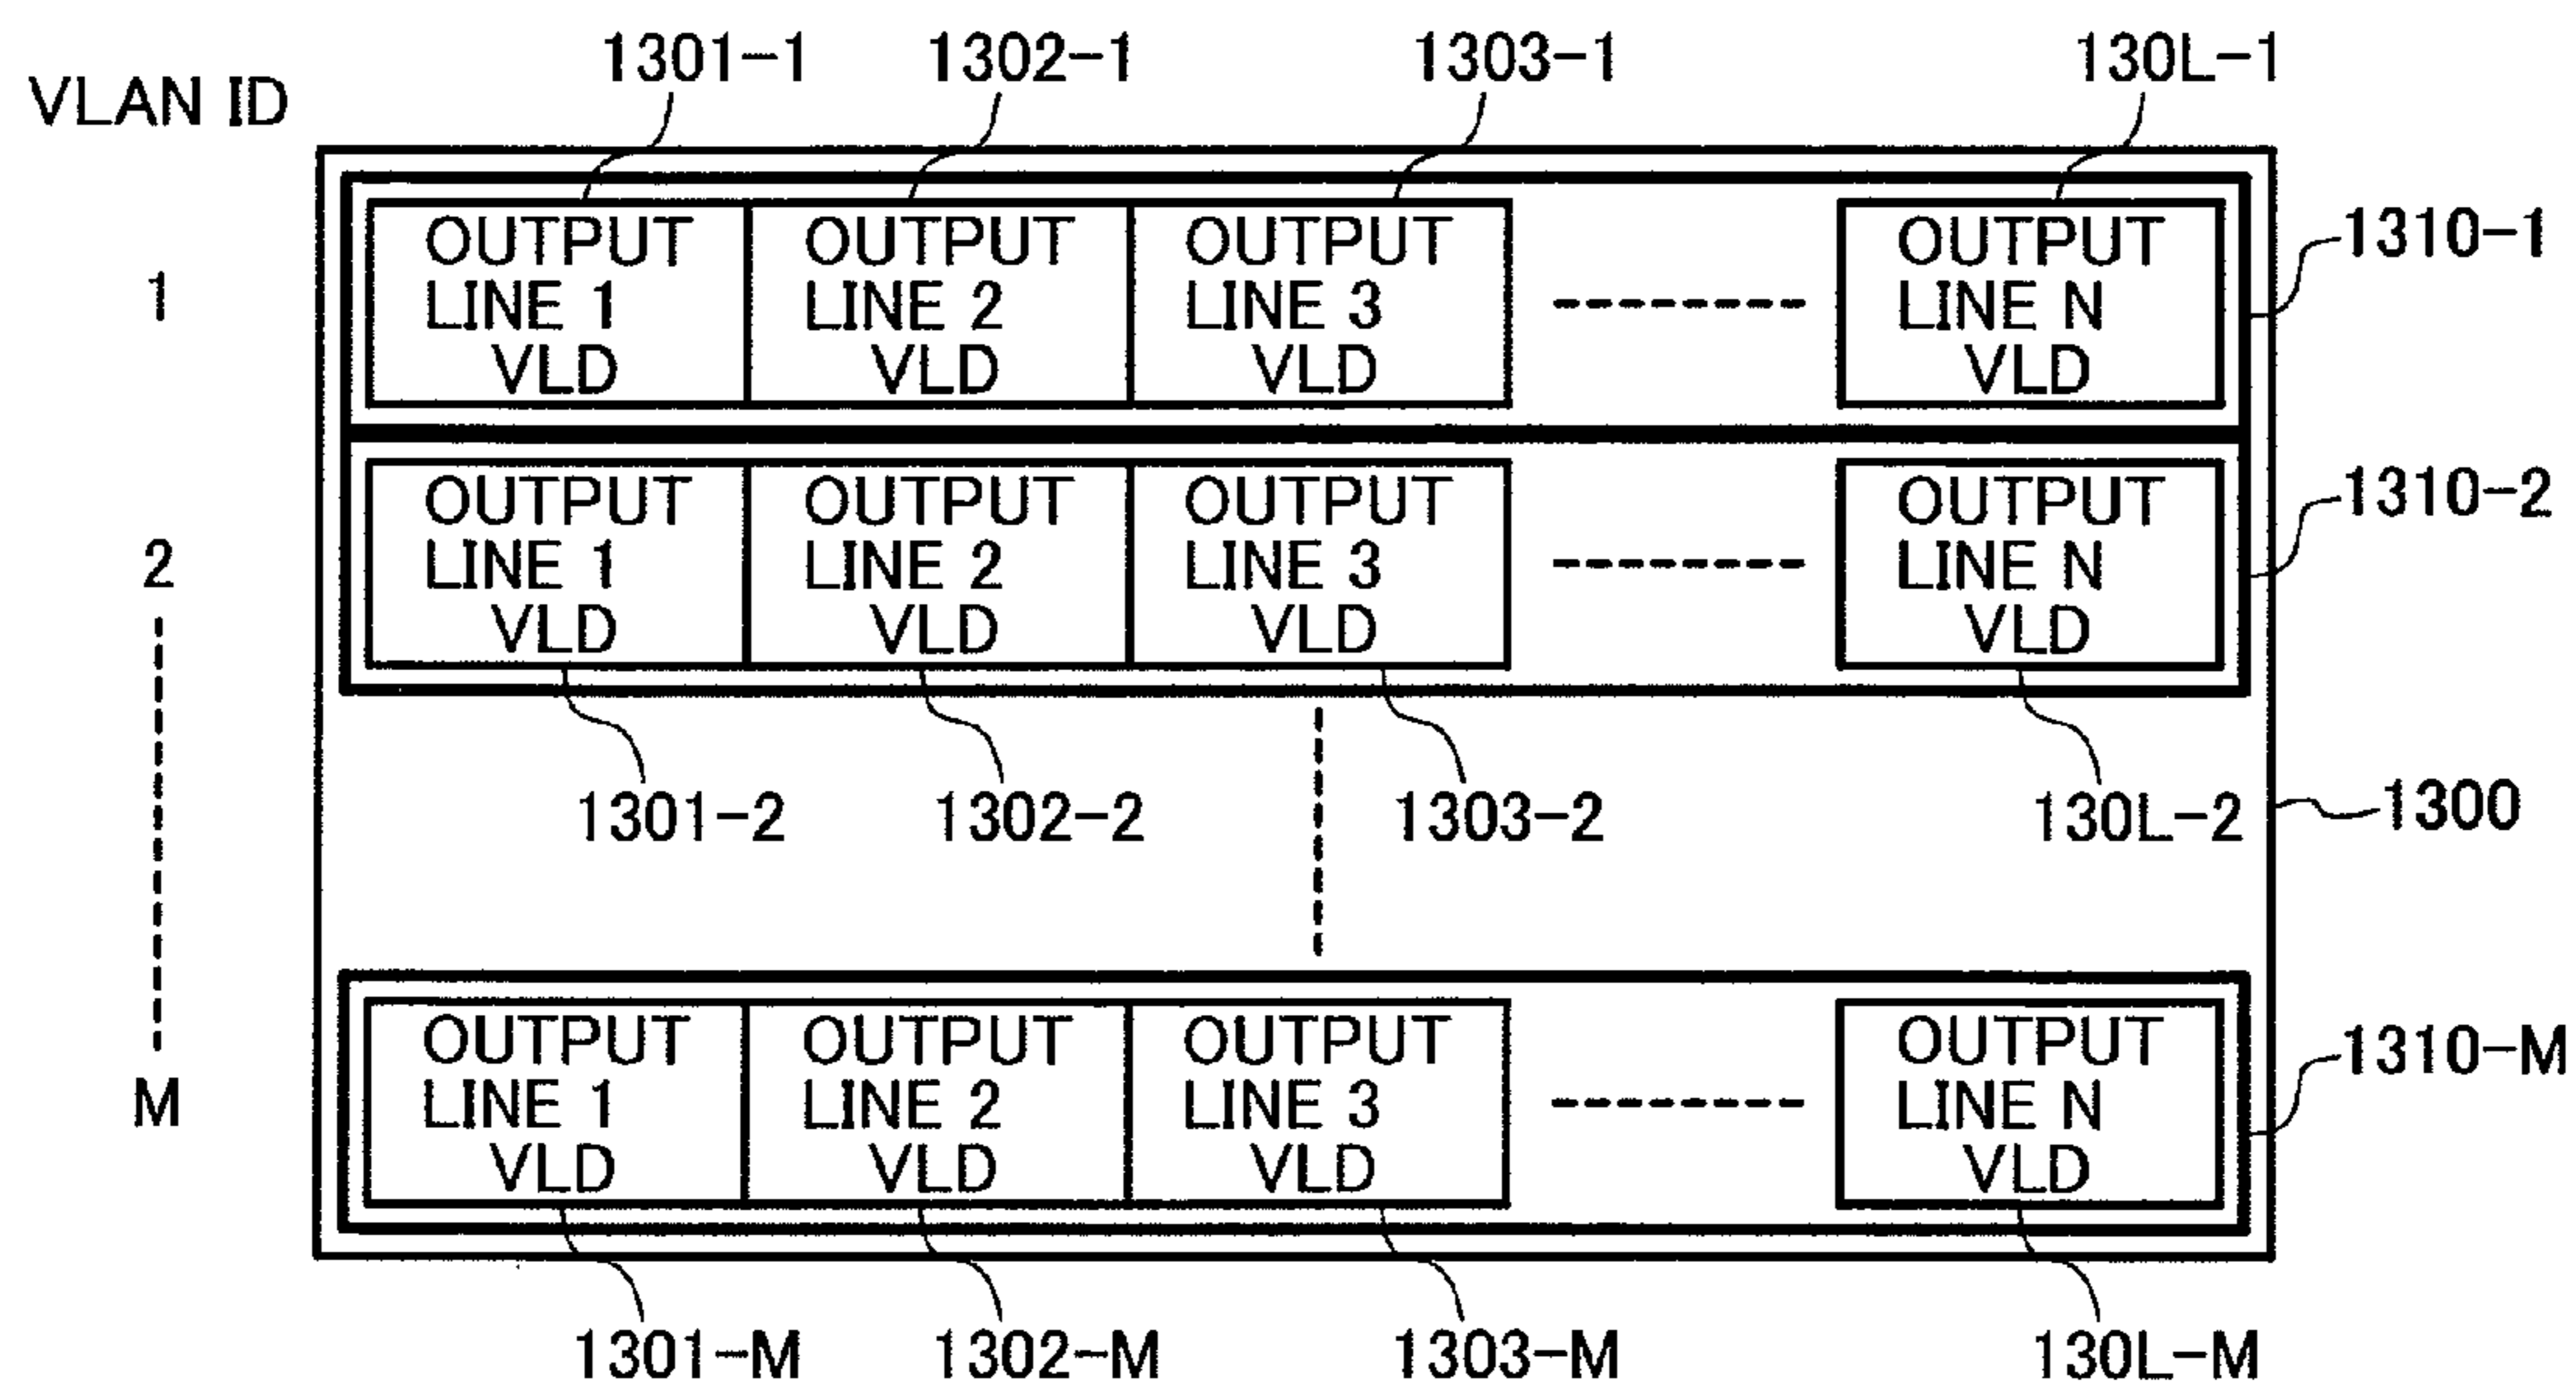 1301-1 1302-1 1303-1 130L-1
VLAN ID
OUTPUT OUTPUT OUTPUT OUTPUT
1310-1
1 LINE 1 LINE 2 LINE 3 LINE N
VLD VLD VLD VLD
OUTPUT OUTPUT OUTPUT OUTPUT
1310-2
2 LINE 1 LINE 2 LINE 3 LINE N
VLD VLD VLD VLD
1301-2 1302-2 1303-2 130L-2 1300
OUTPUT OUTPUT OUTPUT OUTPUT
1310-M
M LINE 1 LINE 2 LINE 3 LINE N
VLD VLD VLD VLD
1301-M 1302-M 1303-M 130L-M